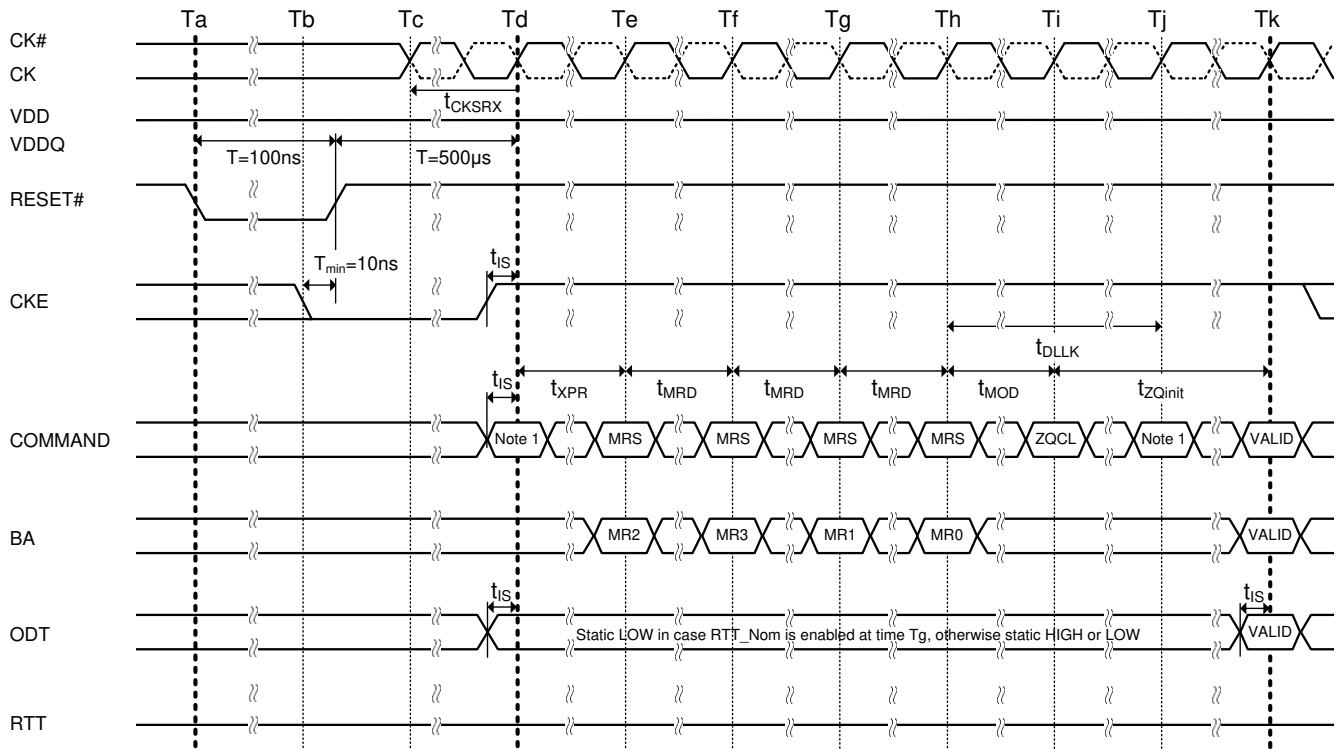 Ta Tb Tc Td Te Tf Tg Th Ti Tj Tk
CK#
CK
tCKSRX
VDD
VDDQ
T=100ns T=500µs
RESET#
Tmin=10ns tIS
CKE
tDLLK
tIS tXPR tMRD tMRD tMRD tMOD tZQinit
COMMAND Note 1 MRS MRS MRS MRS ZQCL Note 1 VALID
BA MR2 MR3 MR1 MR0 VALID
tIS tIS
ODT Static LOW in case RTT_Nom is enabled at time Tg, otherwise static HIGH or LOW VALID
RTT